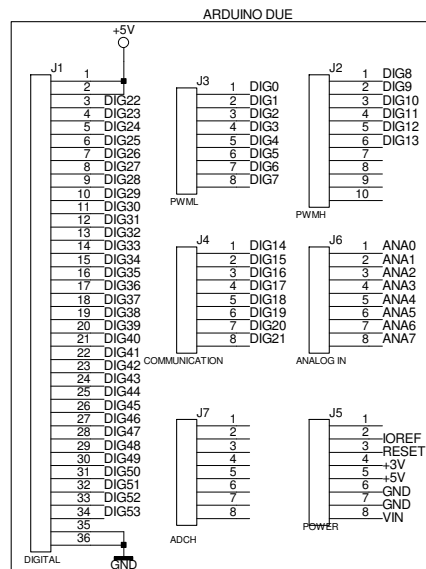 ARDUINO DUE
+5V
J1
1
2
3 DIG22
4 DIG23
5 DIG24
6 DIG25
7 DIG26
8 DIG27
9 DIG28
10 DIG29
11 DIG30
12 DIG31
13 DIG32
14 DIG33
15 DIG34
16 DIG35
17 DIG36
18 DIG37
19 DIG38
20 DIG39
21 DIG40
22 DIG41
23 DIG42
24 DIG43
25 DIG44
26 DIG45
27 DIG46
28 DIG47
29 DIG48
30 DIG49
31 DIG50
32 DIG51
33 DIG52
34 DIG53
35
36
DIGITAL
GND
J3
1 DIG0
2 DIG1
3 DIG2
4 DIG3
5 DIG4
6 DIG5
7 DIG6
8 DIG7
PWML
J2
1 DIG8
2 DIG9
3 DIG10
4 DIG11
5 DIG12
6 DIG13
7
8
9
10
PWMH
J4
1 DIG14
2 DIG15
3 DIG16
4 DIG17
5 DIG18
6 DIG19
7 DIG20
8 DIG21
COMMUNICATION
J6
1 ANA0
2 ANA1
3 ANA2
4 ANA3
5 ANA4
6 ANA5
7 ANA6
8 ANA7
ANALOG IN
J7
1
2
3
4
5
6
7
8
ADCH
J5
1
2 IOREF
3 RESET
4 +3V
5 +5V
6 GND
7 GND
8 VIN
POWER